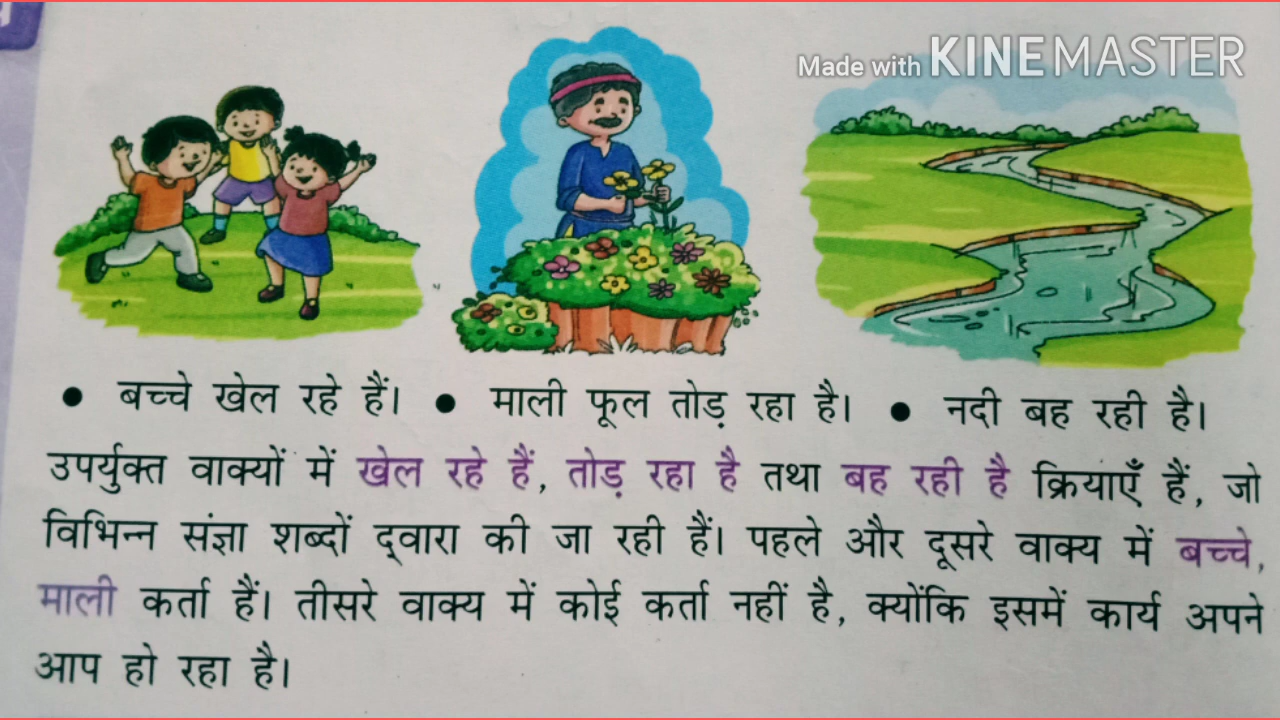 Made with KINEMASTER
• बच्चे खेल रहे हैं। • माली फूल तोड़ रहा है। • नदी बह रही है।
उपर्युक्त वाक्यों में खेल रहे हैं, तोड़ रहा है तथा बह रही है क्रियाएँ हैं, जो
विभिन्न संज्ञा शब्दों द्‌वारा की जा रही हैं। पहले और दूसरे वाक्य में बच्चे,
माली कर्ता हैं। तीसरे वाक्य में कोई कर्ता नहीं है, क्योंकि इसमें कार्य अपने
आप हो रहा है।